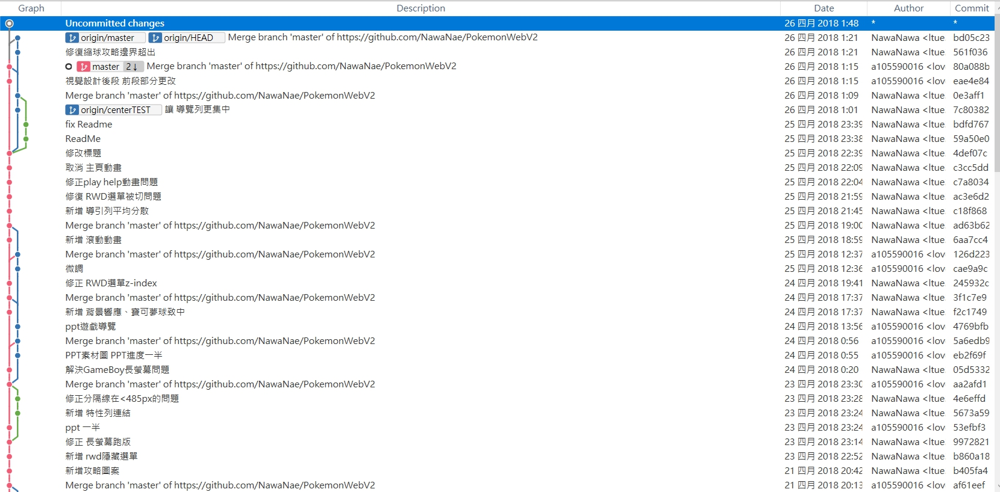 Graph Description Date Author Commit
Uncommitted changes 26 四月 2018 1:48 * *
origin/master origin/HEAD Merge branch 'master' of https://github.com/NawaNae/PokemonWebV2 26 四月 2018 1:21 NawaNawa <ltue. bd05c23
修復縮球攻略邊界超出 26 四月 2018 1:21 NawaNawa <ltue. 561f036
master 2↓ Merge branch 'master' of https://github.com/NawaNae/PokemonWebV2 26 四月 2018 1:15 a105590016 <lov 80a088b
視覺設計後段 前段部分更改 26 四月 2018 1:15 a105590016 <lov eae4e84
Merge branch 'master' of https://github.com/NawaNae/PokemonWebV2 26 四月 2018 1:09 NawaNawa <ltue. 0e3aff1
origin/centerTEST 讓 導覽列更集中 26 四月 2018 1:01 NawaNawa <ltue. 7c80382
fix Readme 25 四月 2018 23:39 NawaNawa <ltue. bdfd767
ReadMe 25 四月 2018 23:38 NawaNawa <ltue. 59a50e0
修改標題 25 四月 2018 22:39 NawaNawa <ltue. 4def07c
取消 主頁動畫 25 四月 2018 22:09 NawaNawa <ltue. c3cc5dd
修正play help動畫問題 25 四月 2018 22:04 NawaNawa <ltue. c7a8034
修復 RWD選單被切問題 25 四月 2018 21:59 NawaNawa <ltue. ac3e6d2
新增 導引列平均分散 25 四月 2018 21:45 NawaNawa <ltue. c18f868
Merge branch 'master' of https://github.com/NawaNae/PokemonWebV2 25 四月 2018 19:00 NawaNawa <ltue. ad63b62
新增 滾動動畫 25 四月 2018 18:59 NawaNawa <ltue. 6aa7cc4
Merge branch 'master' of https://github.com/NawaNae/PokemonWebV2 25 四月 2018 12:37 a105590016 <lov 126d223
微調 25 四月 2018 12:36 a105590016 <lov cae9a9c
修正 RWD選單z-index 24 四月 2018 19:41 NawaNawa <ltue. 245932c
Merge branch 'master' of https://github.com/NawaNae/PokemonWebV2 24 四月 2018 17:37 NawaNawa <ltue. 3f1c7e9
新增 背景響應、寶可夢球致中 24 四月 2018 17:37 NawaNawa <ltue. f2c1749
ppt遊戲導覽 24 四月 2018 13:56 a105590016 <lov 4769bfb
Merge branch 'master' of https://github.com/NawaNae/PokemonWebV2 24 四月 2018 0:56 a105590016 <lov 5a6edb9
PPT素材圖 PPT進度一半 24 四月 2018 0:55 a105590016 <lov eb2f69f
解決GameBoy長螢幕問題 24 四月 2018 0:20 NawaNawa <ltue. 05d5332
Merge branch 'master' of https://github.com/NawaNae/PokemonWebV2 23 四月 2018 23:30 a105590016 <lov aa2afd1
修正分隔線在<485px的問題 23 四月 2018 23:28 NawaNawa <ltue. 4e6effd
新增 特性列連結 23 四月 2018 23:24 NawaNawa <ltue. 5673a59
ppt 一半 23 四月 2018 23:24 a105590016 <lov 53efbf3
修正 長螢幕跑版 23 四月 2018 23:14 NawaNawa <ltue. 9972821
新增 rwd隱藏選單 23 四月 2018 22:52 NawaNawa <ltue. b860a18
新增攻略圖案 21 四月 2018 20:42 NawaNawa <ltue. b405fa4
Merge branch 'master' of https://github.com/NawaNae/PokemonWebV2 21 四月 2018 20:13 a105590016 <lov af61eef